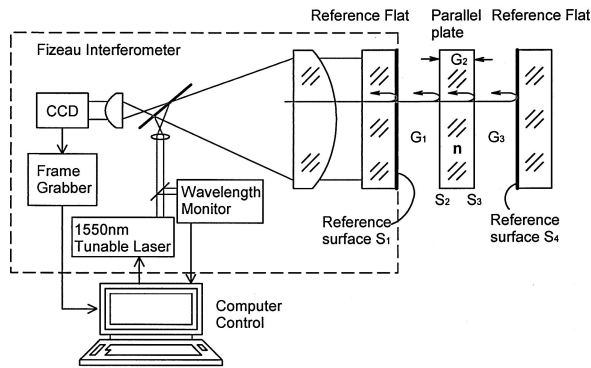 Reference Flat
Parallel
plate
Reference Flat
Fizeau Interferometer
G2
CCD
G1
n
G3
Frame
Grabber
Wavelength
Monitor
S2
S3
1550nm
Tunable Laser
Reference
surface S1
Reference
surface S4
Computer
Control